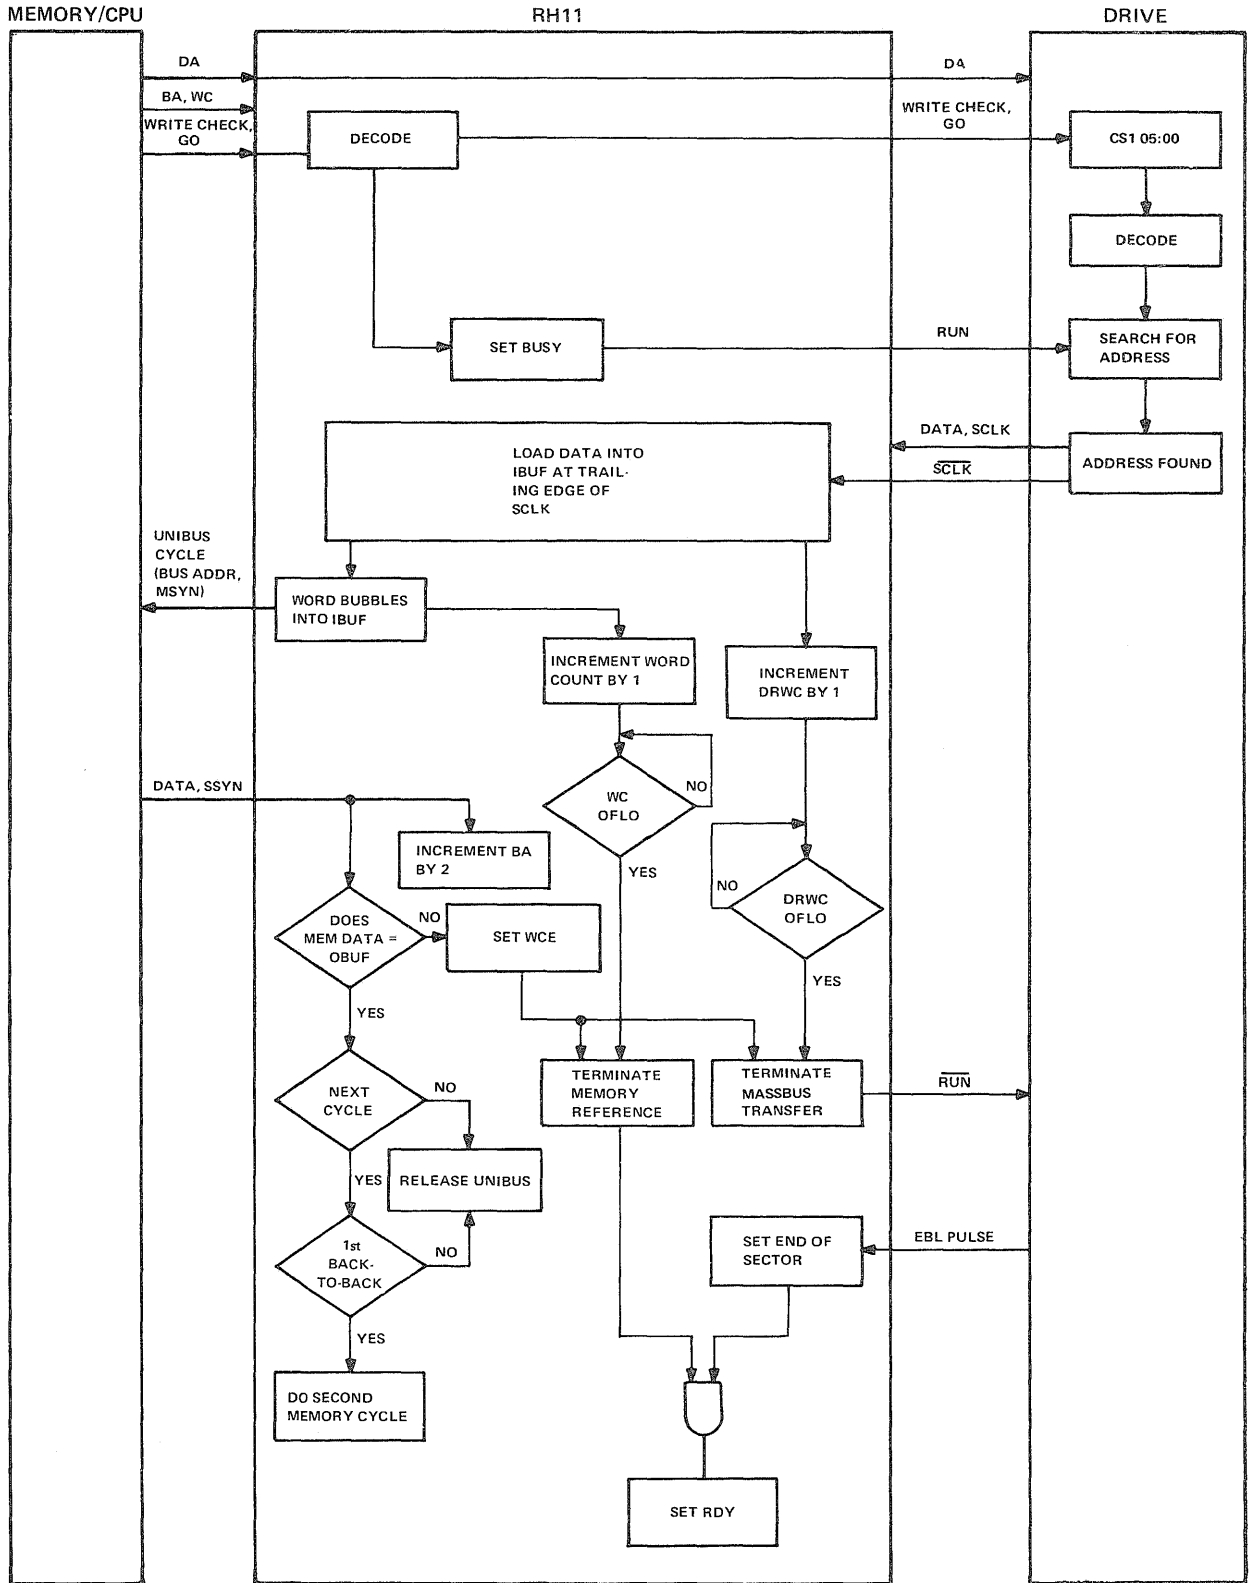 MEMORY/CPU
RH11
DRIVE
DA
DA
BA, WC
WRITE CHECK,
GO
WRITE CHECK,
GO
DECODE
CS1 05:00
DECODE
SET BUSY
RUN
SEARCH FOR
ADDRESS
DATA, SCLK
SCLK
ADDRESS FOUND
LOAD DATA INTO
IBUF AT TRAIL-
ING EDGE OF
SCLK
UNIBUS
CYCLE
(BUS ADDR,
MSYN)
WORD BUBBLES
INTO IBUF
INCREMENT WORD
COUNT BY 1
INCREMENT
DRWC BY 1
DATA, SSYN
WC
OFLO
NO
YES
INCREMENT BA
BY 2
DRWC
OFLO
NO
YES
DOES
MEM DATA =
OBUF
NO
YES
SET WCE
TERMINATE
MEMORY
REFERENCE
TERMINATE
MASSBUS
TRANSFER
RUN
NEXT
CYCLE
NO
YES
RELEASE UNIBUS
1st
BACK-
TO-BACK
NO
YES
SET END OF
SECTOR
EBL PULSE
DO SECOND
MEMORY CYCLE
SET RDY